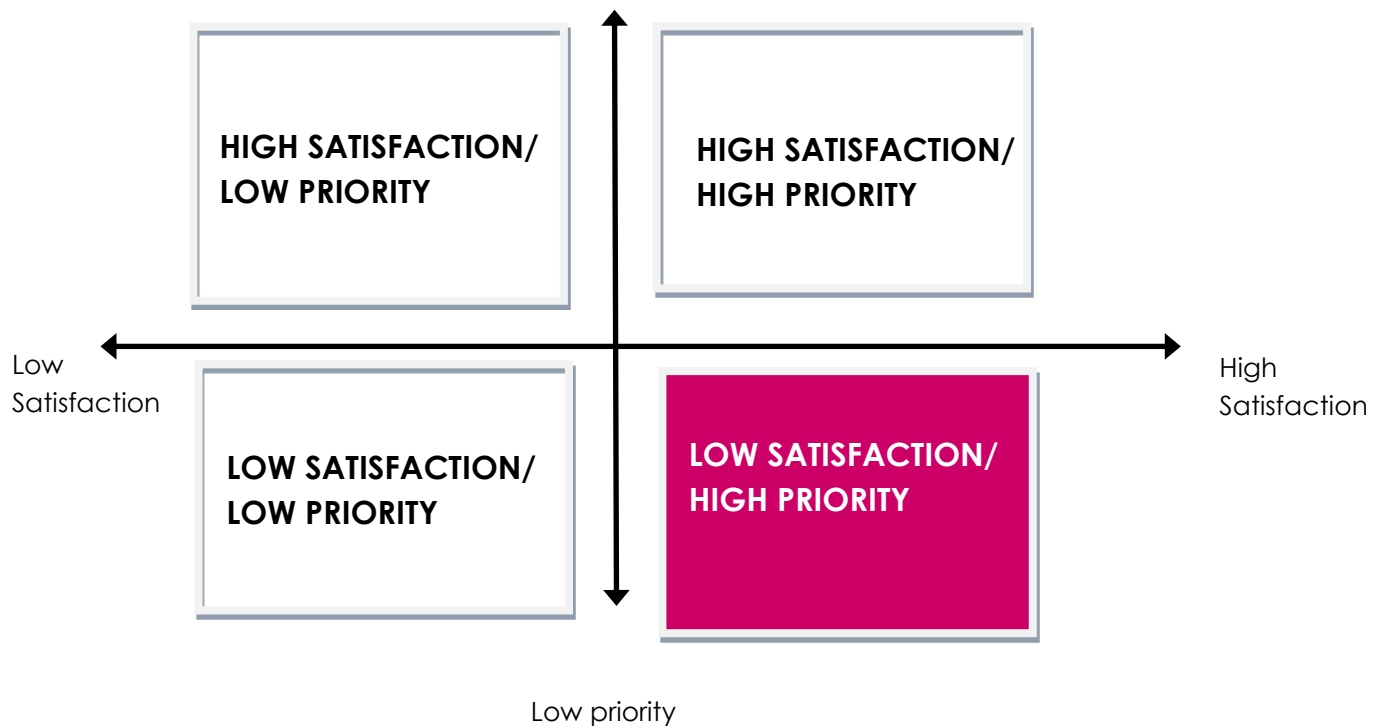 HIGH SATISFACTION/
LOW PRIORITY
HIGH SATISFACTION/
HIGH PRIORITY
Low
Satisfaction
High
Satisfaction
LOW SATISFACTION/
LOW PRIORITY
LOW SATISFACTION/
HIGH PRIORITY
Low priority